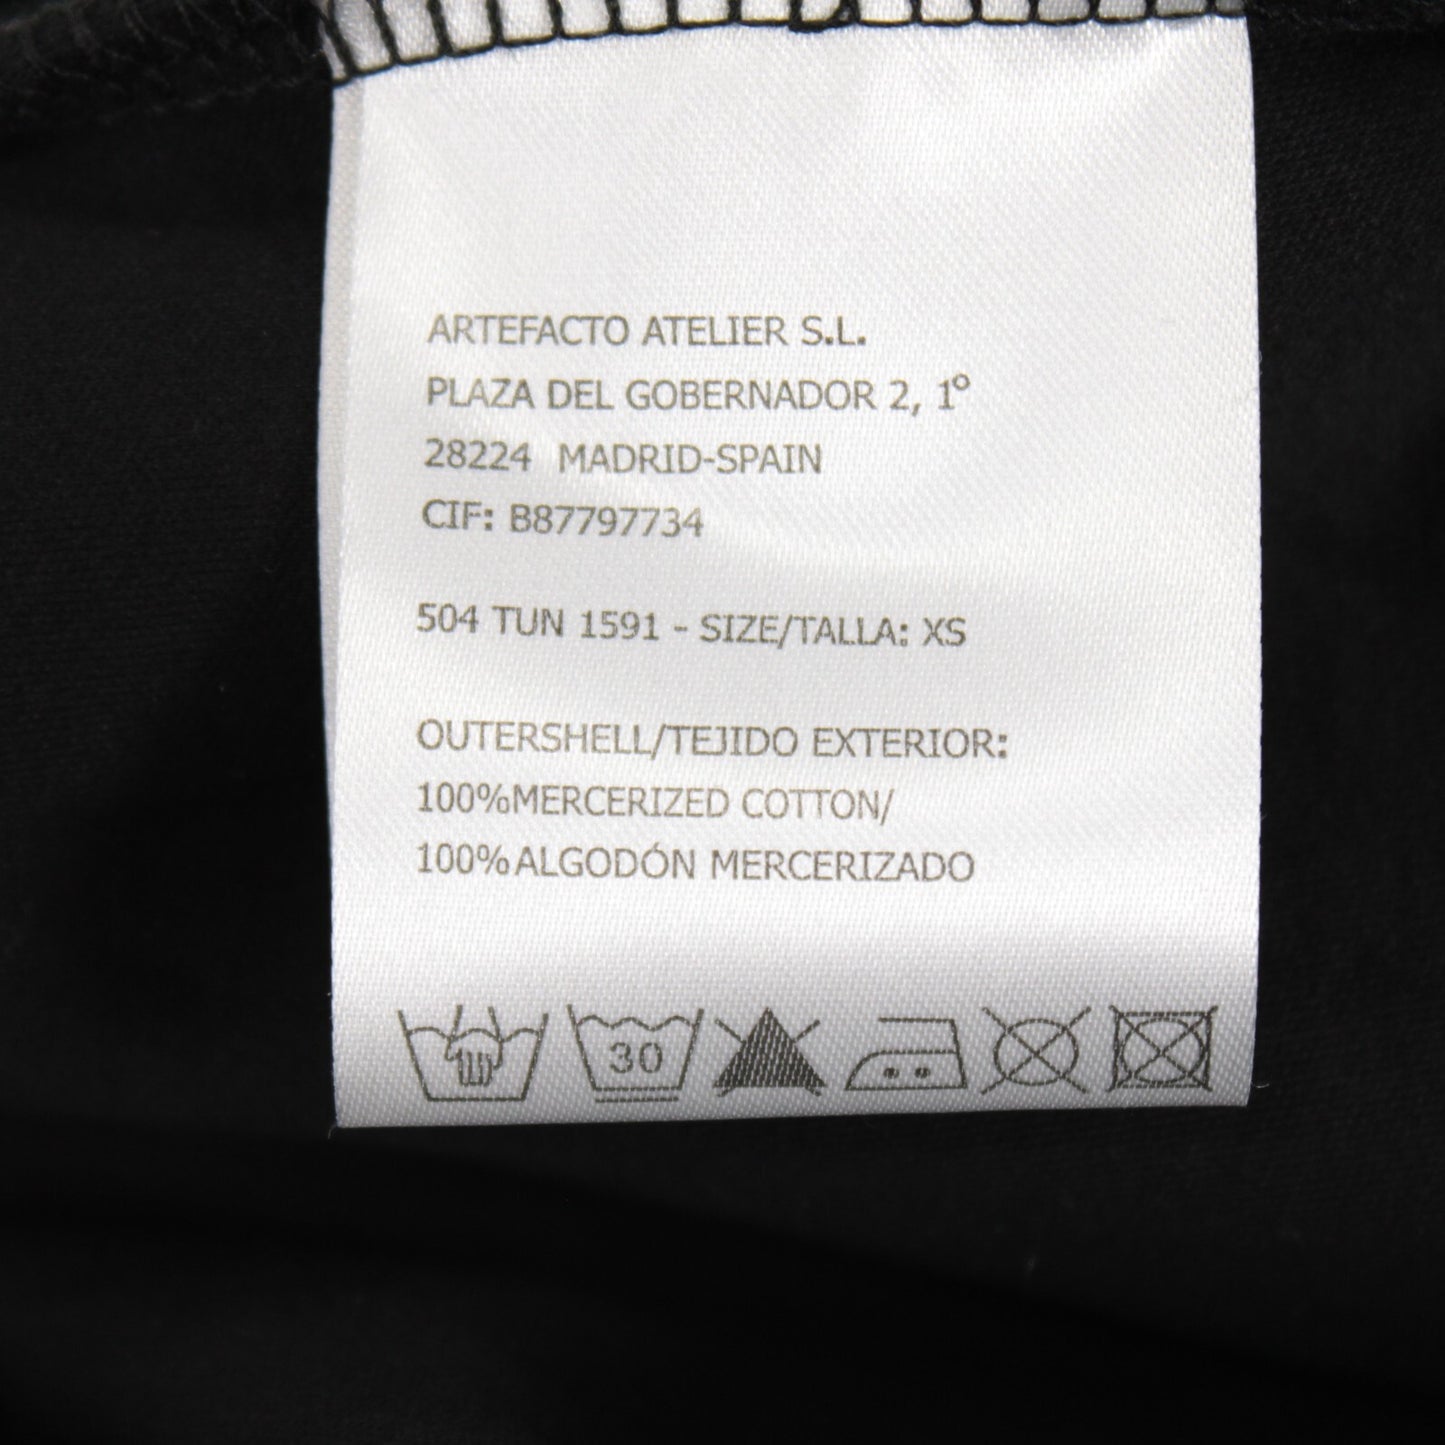 ARTEFACTO ATELIER S.L.
PLAZA DEL GOBERNADOR 2, 1º
28224 MADRID-SPAIN
CIF: B87797734
504 TUN 1591 - SIZE/TALLA: XS
OUTERSHELL/TEJIDO EXTERIOR:
100%MERCERIZED COTTON/
100%ALGODÓN MERCERIZADO
30